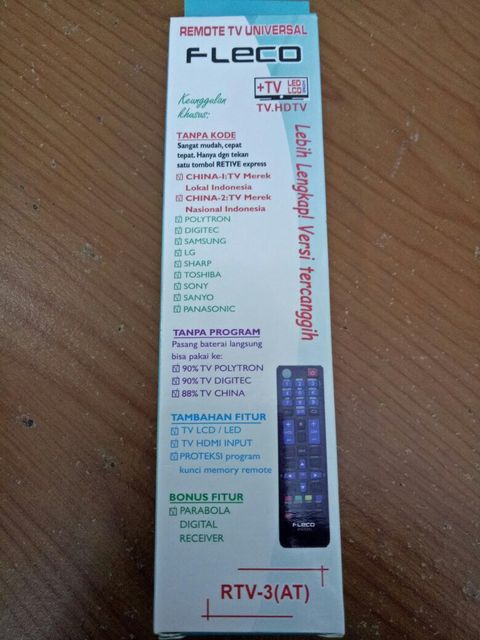 REMOTE TV UNIVERSAL
FLECO
+TV LED LCD
TV.HDTV
Keunggulan
khusus:
Lebih Lengkap! Versi tercanggih
TANPA KODE
Sangat mudah, cepat
tepat. Hanya dgn tekan
satu tombol RETIVE express
CHINA-1:TV Merek
Lokal Indonesia
CHINA-2:TV Merek
Nasional Indonesia
POLYTRON
DIGITEC
SAMSUNG
LG
SHARP
TOSHIBA
SONY
SANYO
PANASONIC
TANPA PROGRAM
Pasang baterai langsung
bisa pakai ke:
90% TV POLYTRON
90% TV DIGITEC
88% TV CHINA
TAMBAHAN FITUR
TV LCD / LED
TV HDMI INPUT
PROTEKSI program
kunci memory remote
BONUS FITUR
PARABOLA
DIGITAL
RECEIVER
FLECO
RTV-3(AT)